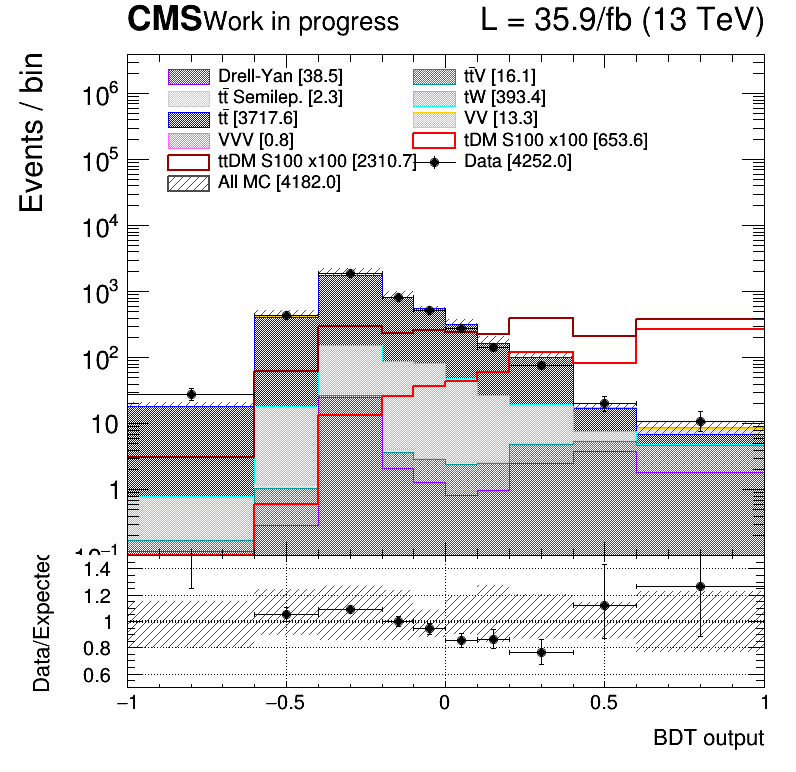 CMS Work in progress L = 35.9/fb (13 TeV)
Events / bin
10⁶
10⁵
10⁴
10³
10²
10
1
10⁻¹
Drell-Yan [38.5] tt̄V [16.1]
tt̄ Semilep. [2.3] tW [393.4]
tt̄ [3717.6] VV [13.3]
VVV [0.8] tDM S100 x100 [653.6]
ttDM S100 x100 [2310.7] Data [4252.0]
All MC [4182.0]
Data/Expected
1.4
1.2
1
0.8
0.6
−1 −0.5 0 0.5 1
BDT output